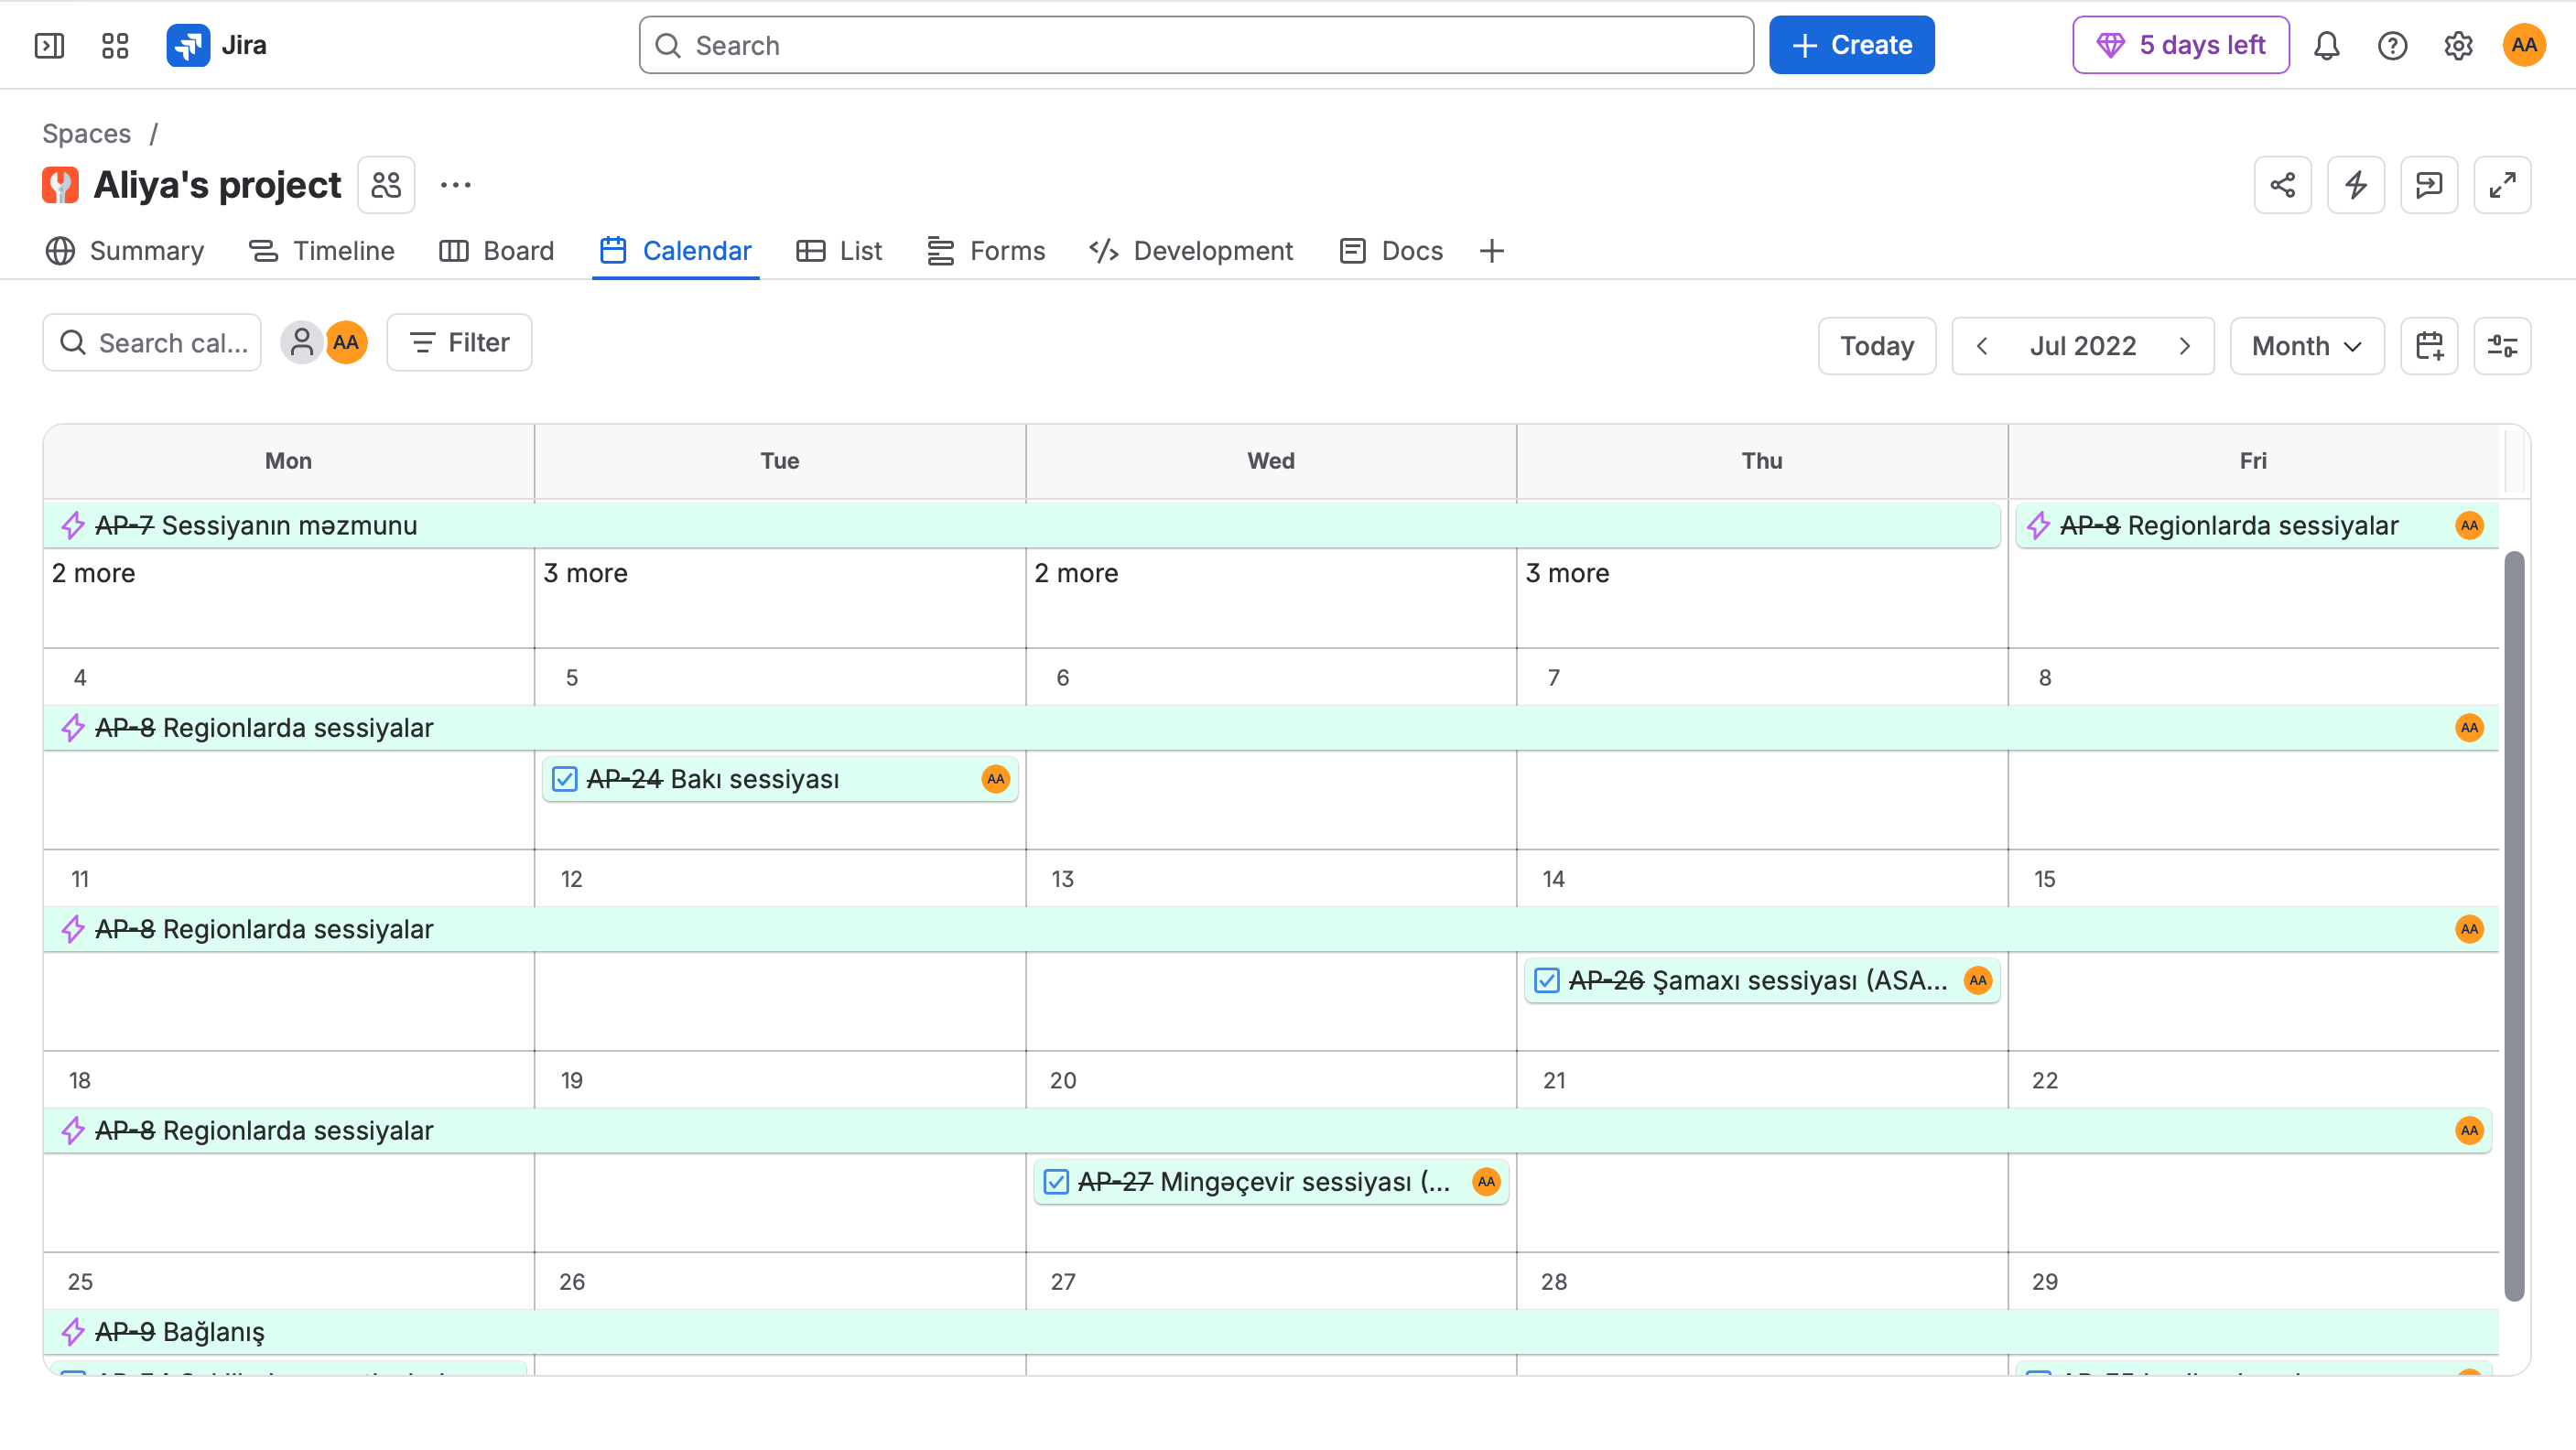 Jira
Search
Create
5 days left
AA
Spaces /
Aliya's project
Summary
Timeline
Board
Calendar
List
Forms
Development
Docs
Search cal...
AA
Filter
Today
Jul 2022
Month
Mon
Tue
Wed
Thu
Fri
AP-7 Sessiyanın məzmunu
AP-8 Regionlarda sessiyalar
AA
2 more
3 more
2 more
3 more
4
5
6
7
8
AP-8 Regionlarda sessiyalar
AA
AP-24 Bakı sessiyası
AA
11
12
13
14
15
AP-8 Regionlarda sessiyalar
AA
AP-26 Şamaxı sessiyası (ASA...
AA
18
19
20
21
22
AP-8 Regionlarda sessiyalar
AA
AP-27 Mingəçevir sessiyası (...
AA
25
26
27
28
29
AP-9 Bağlanış